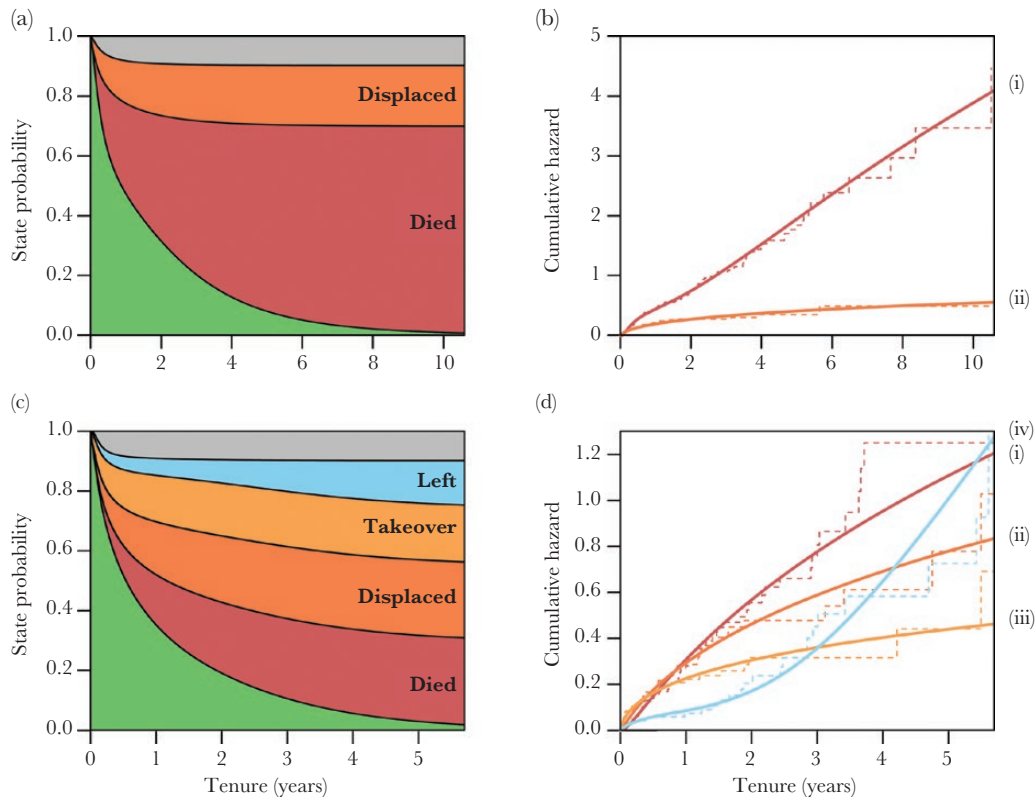 (a)
1.0
0.8
0.6
0.4
0.2
0.0
State probability
Displaced
Died
0 2 4 6 8 10
(b)
5
4
3
2
1
0
Cumulative hazard
(i)
(ii)
0 2 4 6 8 10
(c)
1.0
0.8
0.6
0.4
0.2
0.0
State probability
Left
Takeover
Displaced
Died
0 1 2 3 4 5
Tenure (years)
(d)
1.2
1.0
0.8
0.6
0.4
0.2
0.0
Cumulative hazard
(iv)
(i)
(ii)
(iii)
0 1 2 3 4 5
Tenure (years)